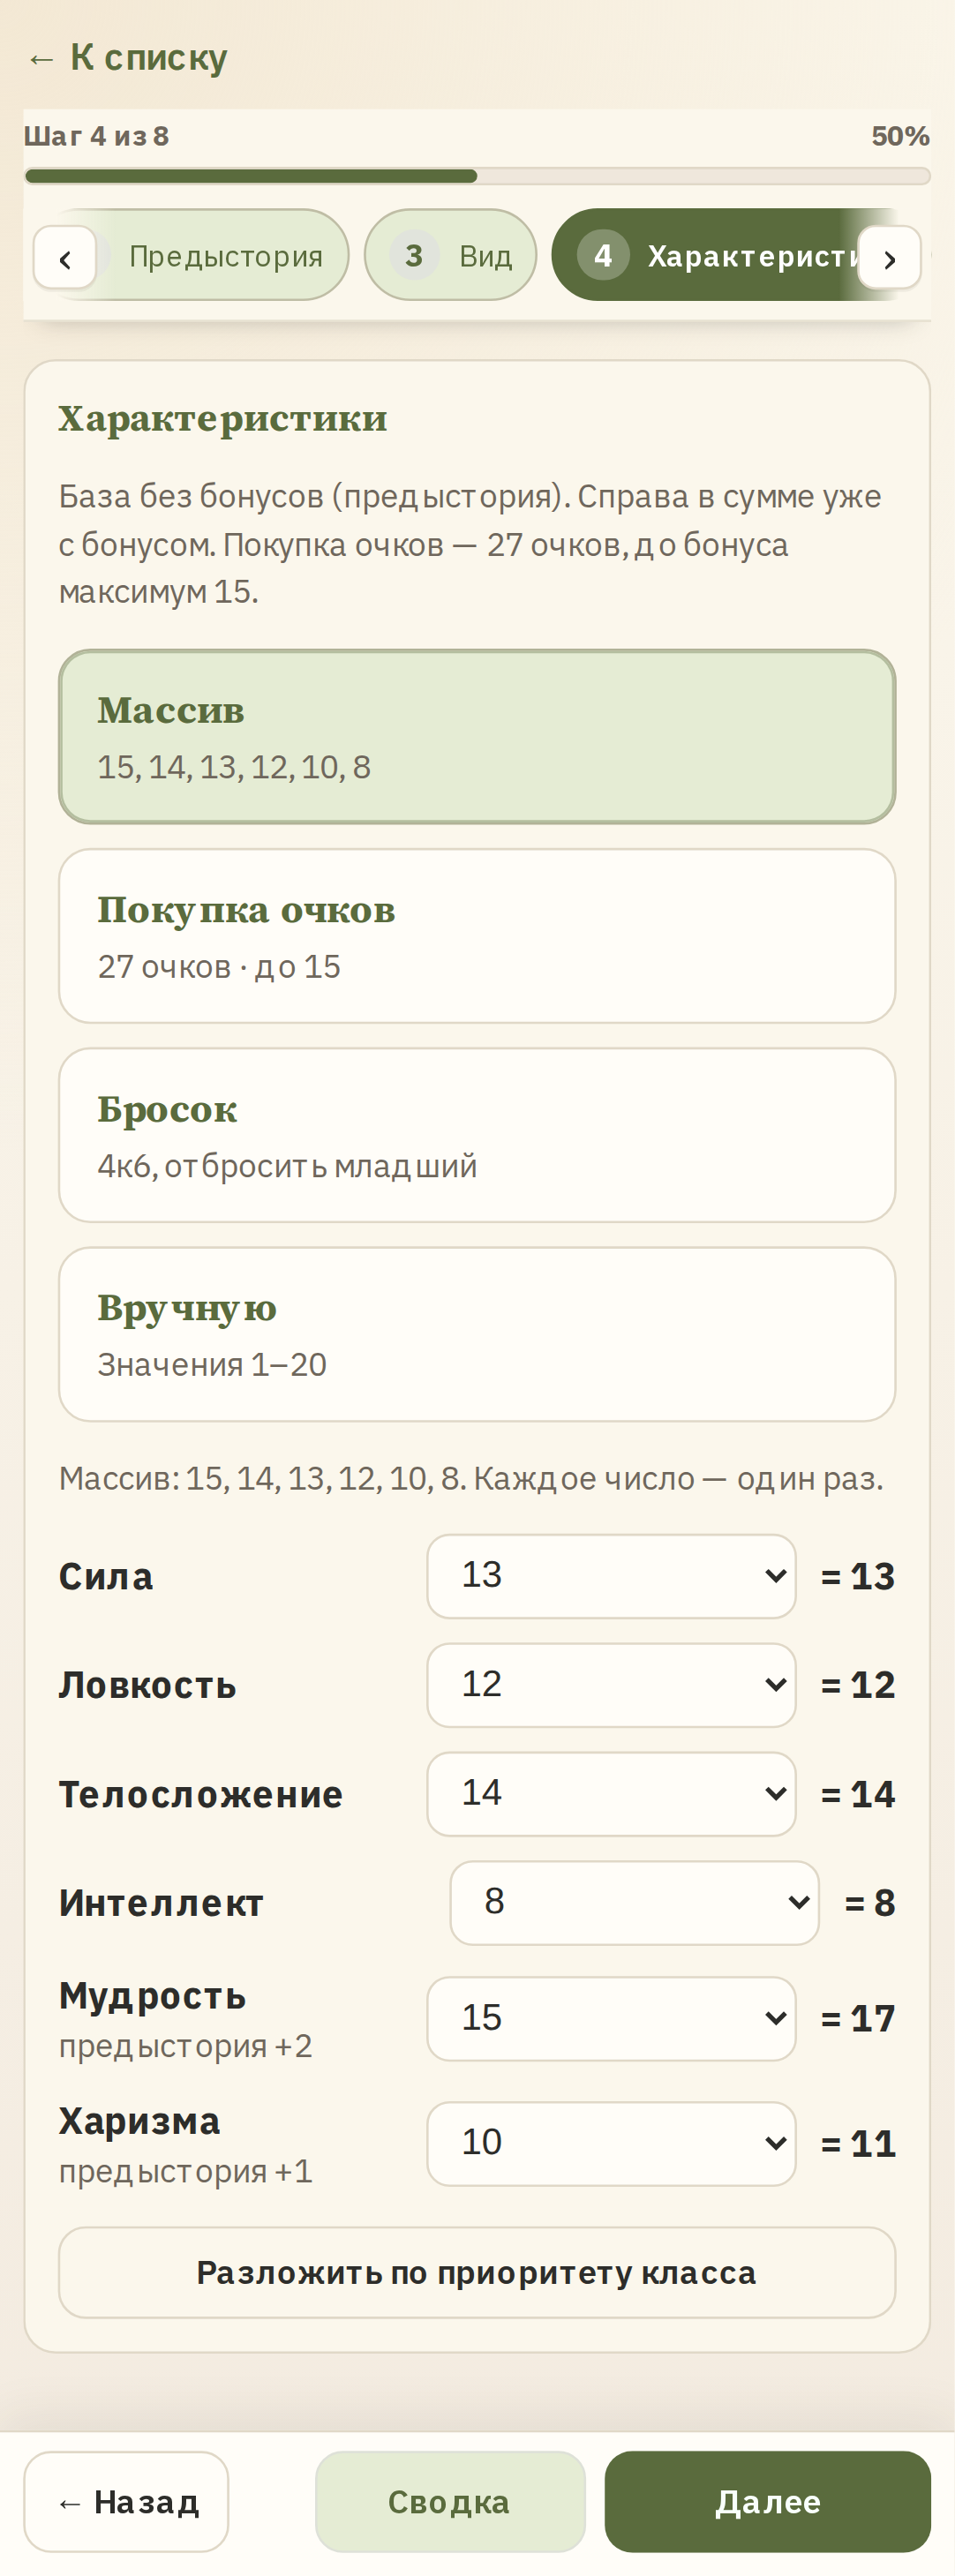 ← К списку
Шаг 4 из 8 50%
‹ Предыстория 3 Вид 4 Характеристи ›
Характеристики
База без бонусов (предыстория). Справа в сумме уже
с бонусом. Покупка очков — 27 очков, до бонуса
максимум 15.
Массив
15, 14, 13, 12, 10, 8
Покупка очков
27 очков · до 15
Бросок
4к6, отбросить младший
Вручную
Значения 1–20
Массив: 15, 14, 13, 12, 10, 8. Каждое число — один раз.
Сила 13 = 13
Ловкость 12 = 12
Телосложение 14 = 14
Интеллект 8 = 8
Мудрость 15 = 17
предыстория +2
Харизма 10 = 11
предыстория +1
Разложить по приоритету класса
← Назад Сводка Далее